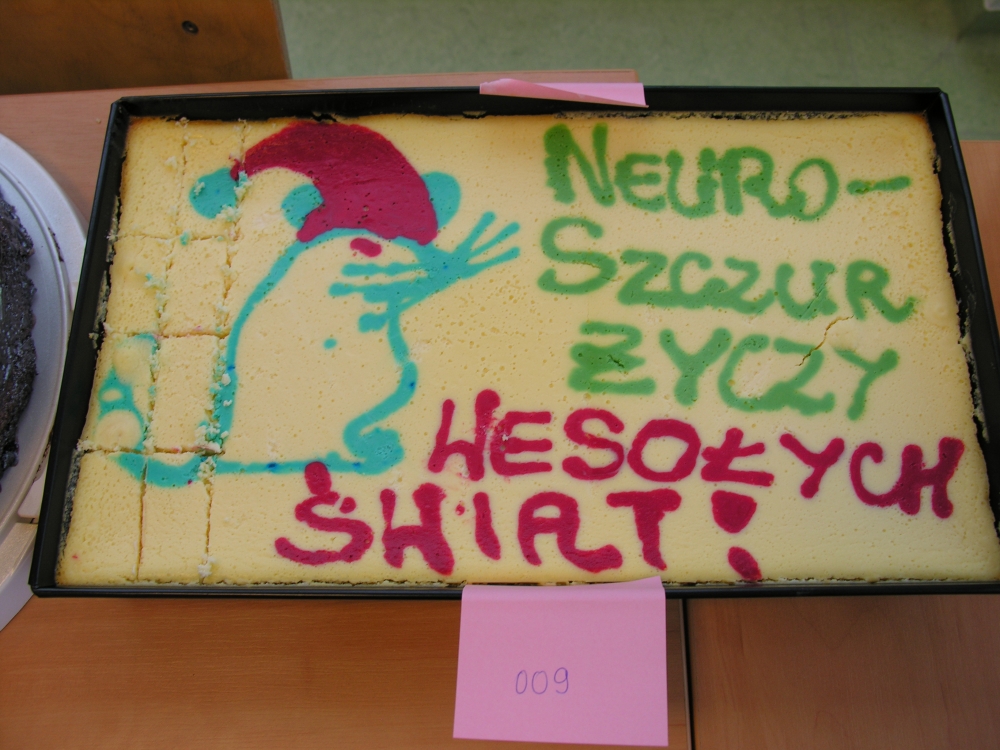 NEURO-
SZCZUR
ŻYCZY
WESOŁYCH
ŚWIĄT!
009